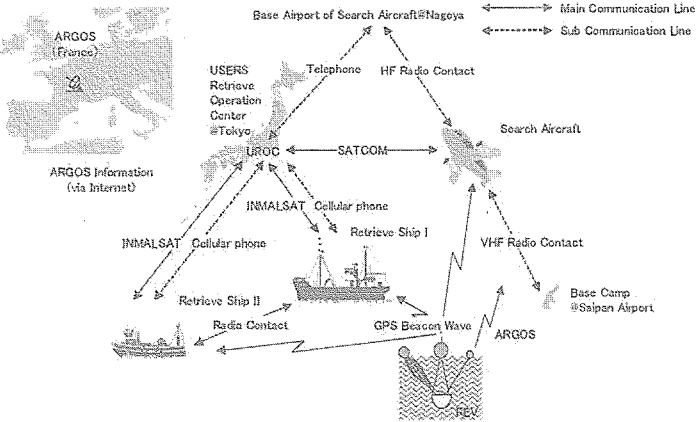 Base Airport of Search Aircraft@Nagoya
Main Communication Line
Sub Communication Line
ARGOS
(France)
USERS
Retrieve
Operation
Center
@Tokyo
Telephone
HF Radio Contact
Search Aircraft
UROC
SATCOM
ARGOS Information
(via Internet)
INMALSAT Cellular phone
Retrieve Ship I
INMALSAT Cellular phone
VHF Radio Contact
Retrieve Ship II
Base Camp
@Saipan Airport
Radio Contact
GPS Beacon Wave
ARGOS
REV